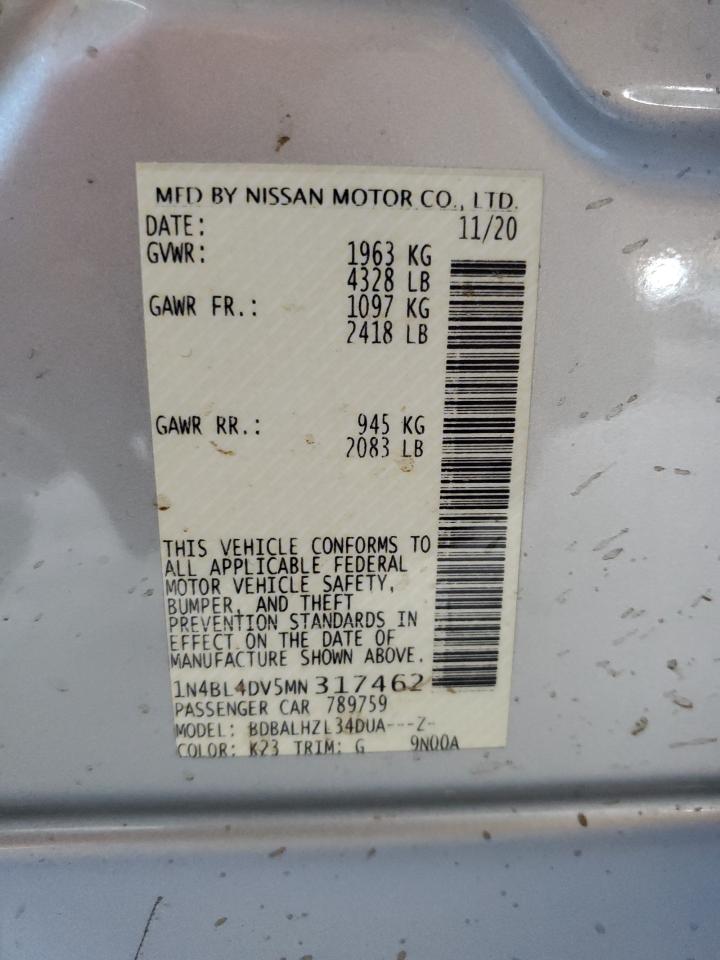 MFD BY NISSAN MOTOR CO., LTD.
DATE: 11/20
GVWR: 1963 KG
4328 LB
GAWR FR.: 1097 KG
2418 LB
GAWR RR.: 945 KG
2083 LB
THIS VEHICLE CONFORMS TO
ALL APPLICABLE FEDERAL
MOTOR VEHICLE SAFETY,
BUMPER, AND THEFT
PREVENTION STANDARDS IN
EFFECT ON THE DATE OF
MANUFACTURE SHOWN ABOVE.
1N4BL4DV5MN317462
PASSENGER CAR 789759
MODEL: BDBALHZL34DUA---Z-
COLOR: K23 TRIM: G 9N00A